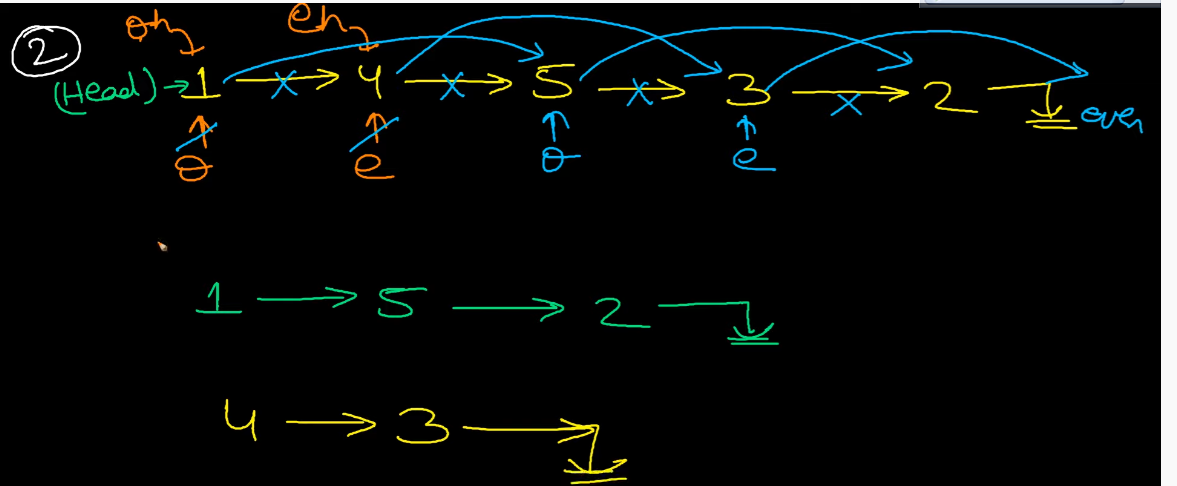 2
oh eh
(Head) → 1 → 4 → 5 → 3 → 2
even
o e o e
1 → 5 → 2
4 → 3